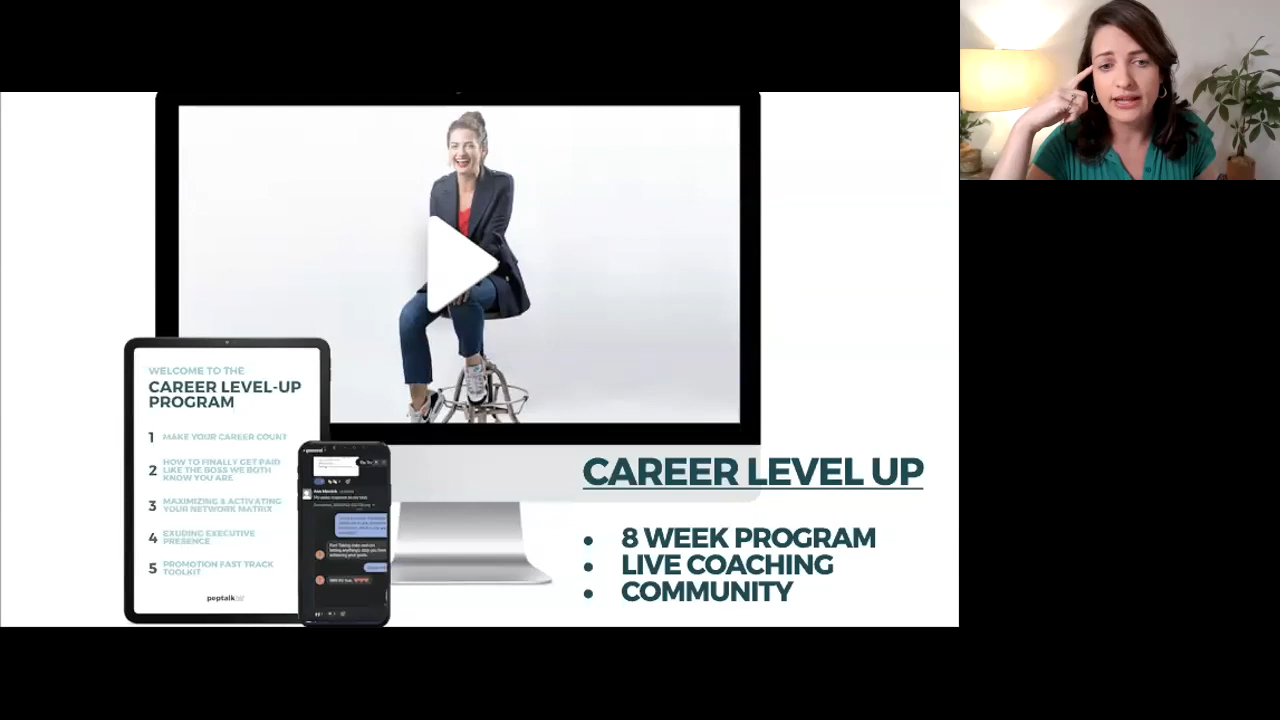 WELCOME TO THE
CAREER LEVEL-UP
PROGRAM
1 MAKE YOUR CAREER COUNT
2 HOW TO FINALLY GET PAID
LIKE THE BOSS WE BOTH
KNOW YOU ARE
3 MAXIMIZING & ACTIVATING
YOUR NETWORK MATRIX
4 EXUDING EXECUTIVE
PRESENCE
5 PROMOTION FAST TRACK
TOOLKIT
peptalk
CAREER LEVEL UP
• 8 WEEK PROGRAM
• LIVE COACHING
• COMMUNITY